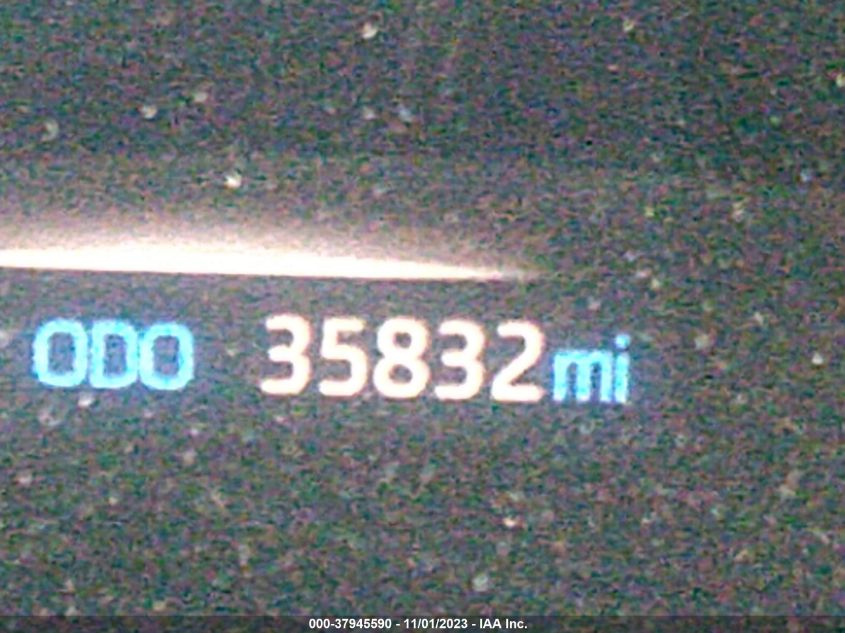 ODO 35832 mi
000-37945590 - 11/01/2023 - IAA Inc.